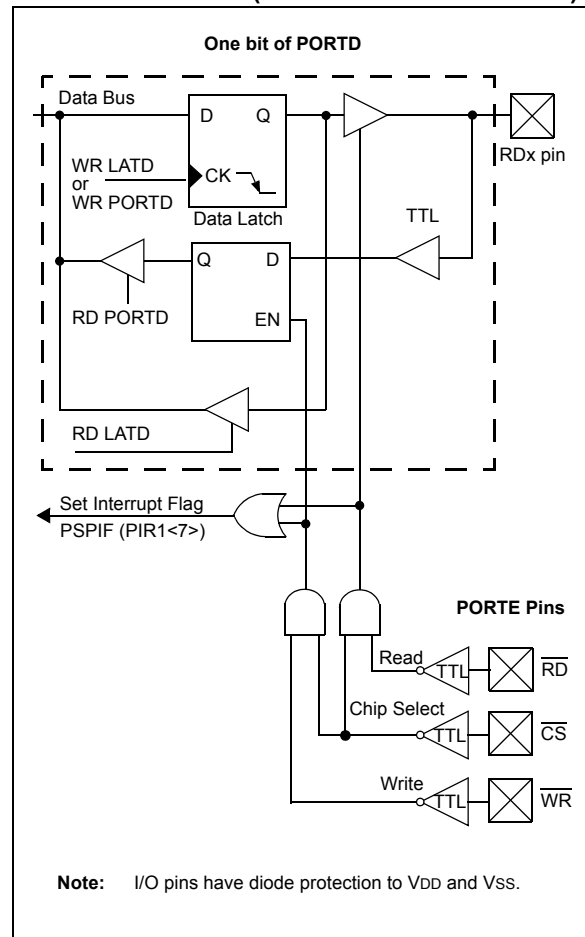 One bit of PORTD
Data Bus
D Q
RDx pin
WR LATD
or
WR PORTD
CK
Data Latch
TTL
Q D
EN
RD PORTD
RD LATD
Set Interrupt Flag
PSPIF (PIR1<7>)
PORTE Pins
Read
TTL
RD
Chip Select
TTL
CS
Write
TTL
WR
Note: I/O pins have diode protection to VDD and VSS.